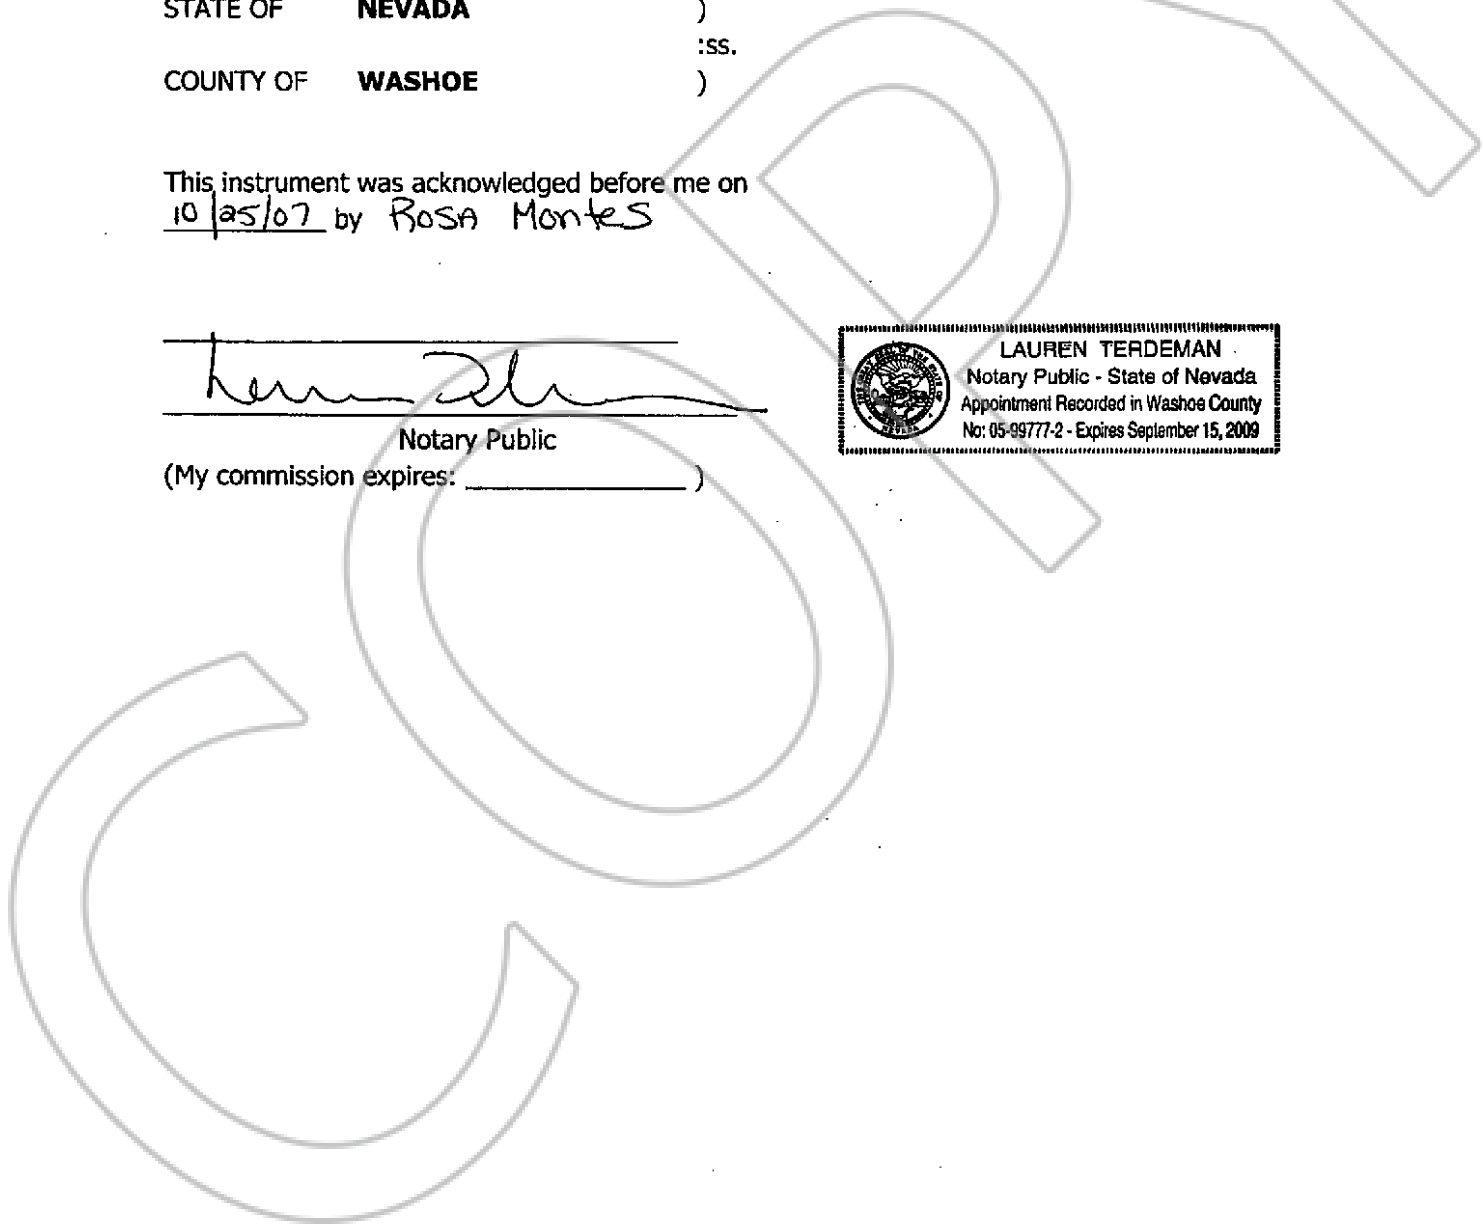 STATE OF NEVADA )
:ss.
COUNTY OF WASHOE )
This instrument was acknowledged before me on
10/25/07 by ROSA Montes
Notary Public
(My commission expires: ____________ )
LAUREN TERDEMAN
Notary Public - State of Nevada
Appointment Recorded in Washoe County
No: 05-99777-2 - Expires September 15, 2009
COPY